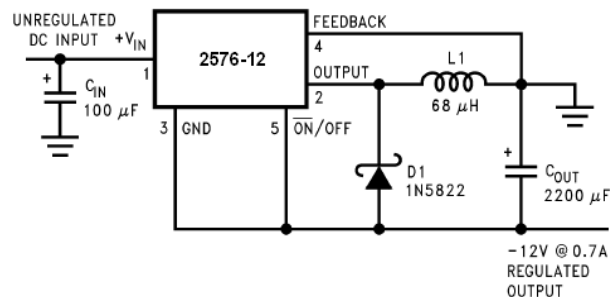 UNREGULATED
DC INPUT
+VIN
1
+
CIN
100 µF
2576-12
FEEDBACK
4
OUTPUT
2
L1
68 µH
3 GND
5 ON/OFF
D1
1N5822
+
COUT
2200 µF
-12V @ 0.7A
REGULATED
OUTPUT